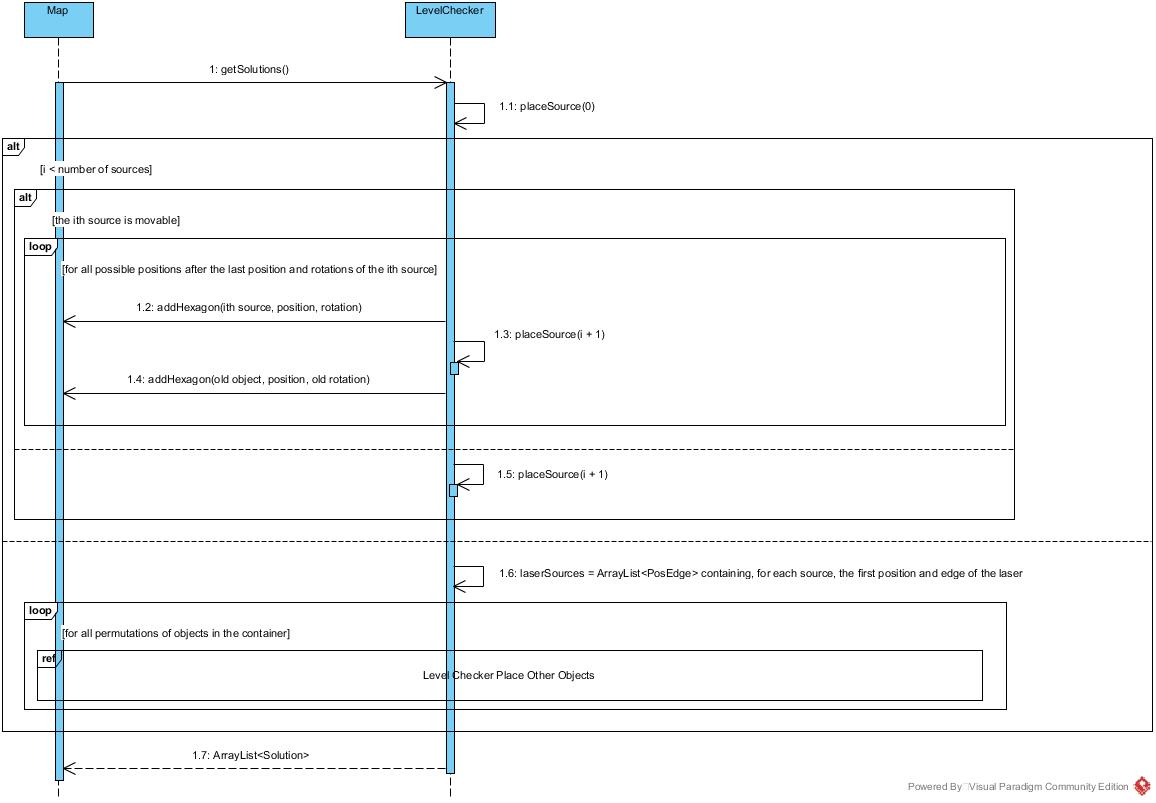 Map
LevelChecker
1: getSolutions()
1.1: placeSource(0)
alt
[i < number of sources]
alt
[the ith source is movable]
loop
[for all possible positions after the last position and rotations of the ith source]
1.2: addHexagon(ith source, position, rotation)
1.3: placeSource(i + 1)
1.4: addHexagon(old object, position, old rotation)
1.5: placeSource(i + 1)
1.6: laserSources = ArrayList<PosEdge> containing, for each source, the first position and edge of the laser
loop
[for all permutations of objects in the container]
ref
Level Checker Place Other Objects
1.7: ArrayList<Solution>
Powered By Visual Paradigm Community Edition